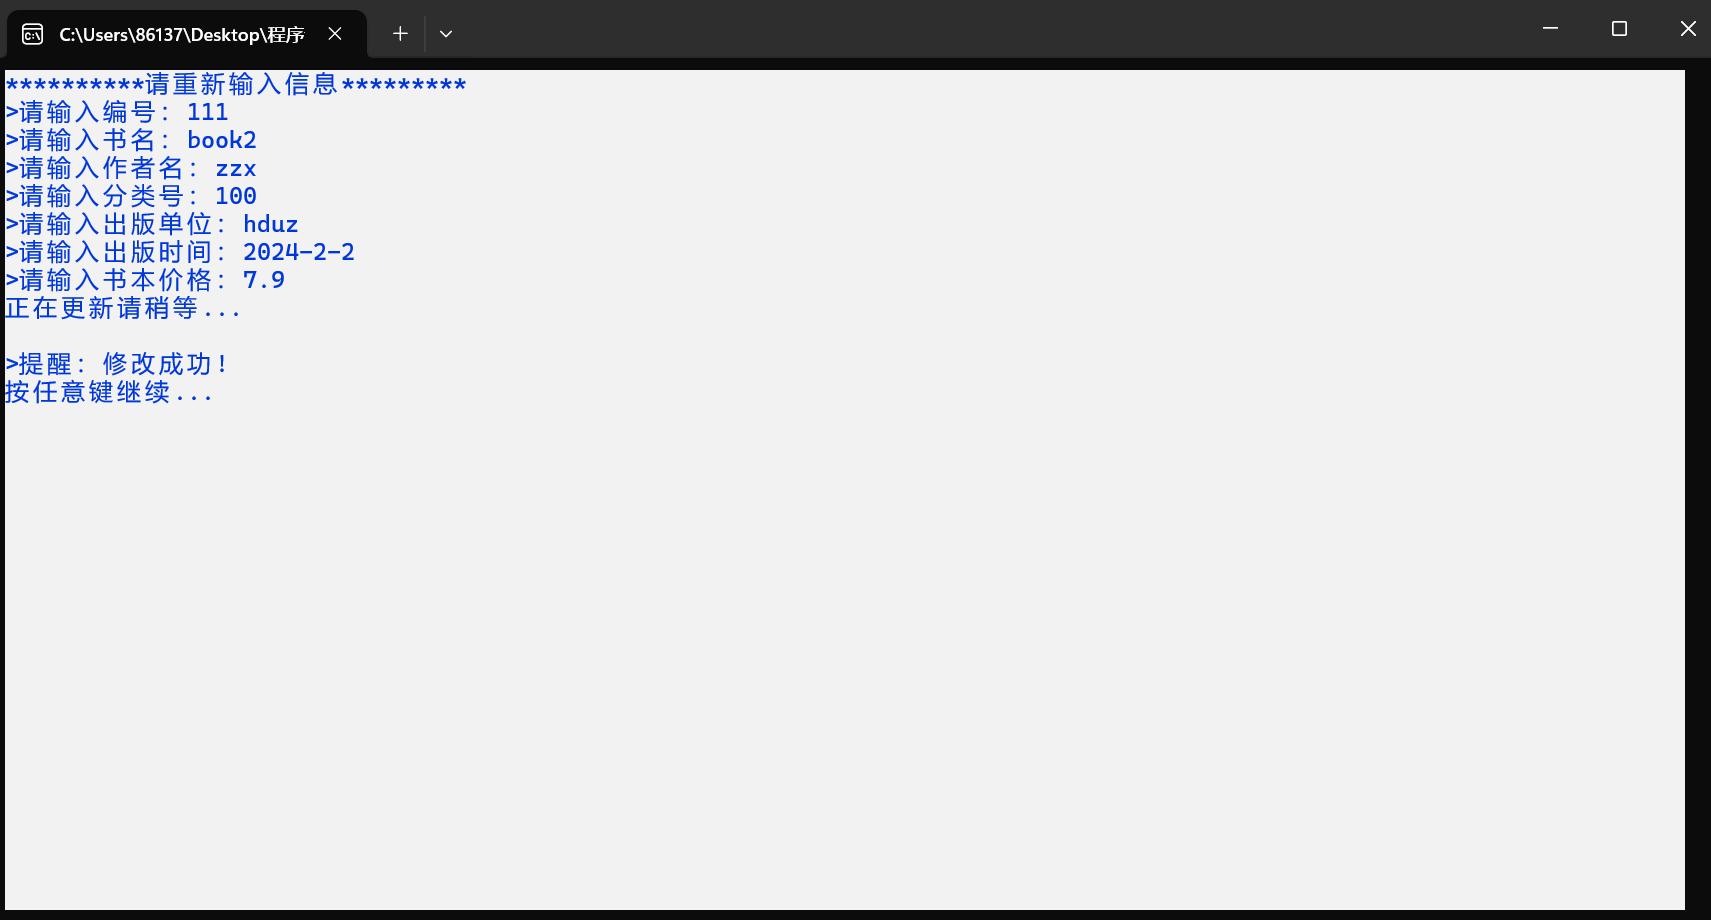 C:\Users\86137\Desktop\程序
**********请重新输入信息*********
>请输入编号：111
>请输入书名：book2
>请输入作者名：zzx
>请输入分类号：100
>请输入出版单位：hduz
>请输入出版时间：2024-2-2
>请输入书本价格：7.9
正在更新请稍等...
>提醒：修改成功!
按任意键继续...